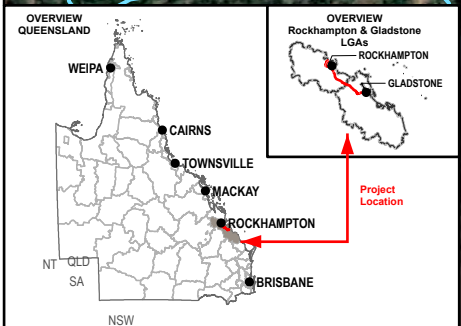 OVERVIEW
QUEENSLAND
WEIPA
CAIRNS
TOWNSVILLE
MACKAY
ROCKHAMPTON
BRISBANE
NT
QLD
SA
NSW
OVERVIEW
Rockhampton & Gladstone
LGAs
ROCKHAMPTON
GLADSTONE
Project
Location